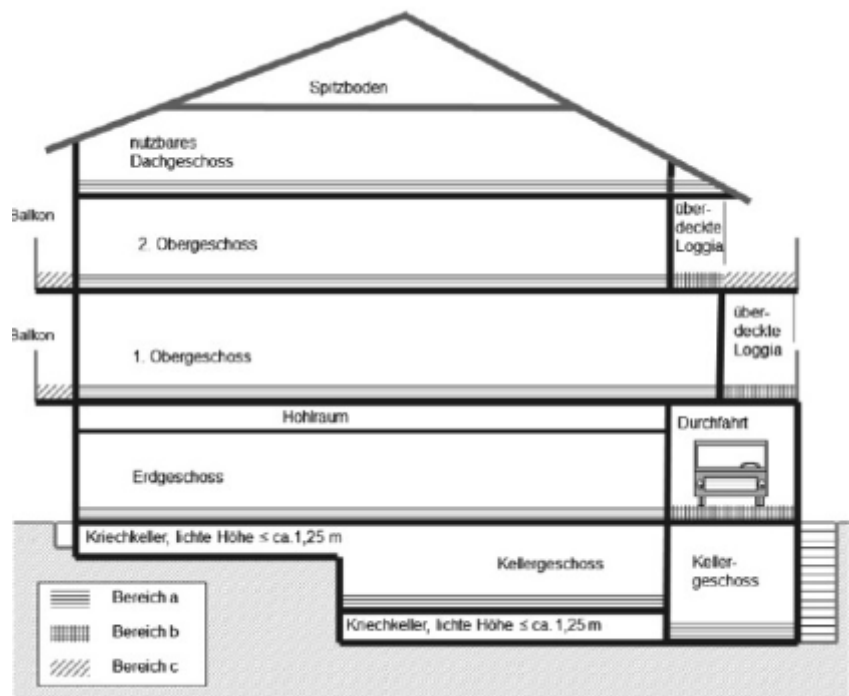 Spitzboden
nutzbares
Dachgeschoss
Balkon
2. Obergeschoss
über-
deckte
Loggia
Balkon
1. Obergeschoss
über-
deckte
Loggia
Hohlraum
Durchfahrt
Erdgeschoss
Kriechkeller, lichte Höhe ≤ ca.1,25 m
Kellergeschoss
Keller-
geschoss
Kriechkeller, lichte Höhe ≤ ca.1,25 m
Bereich a
Bereich b
Bereich c